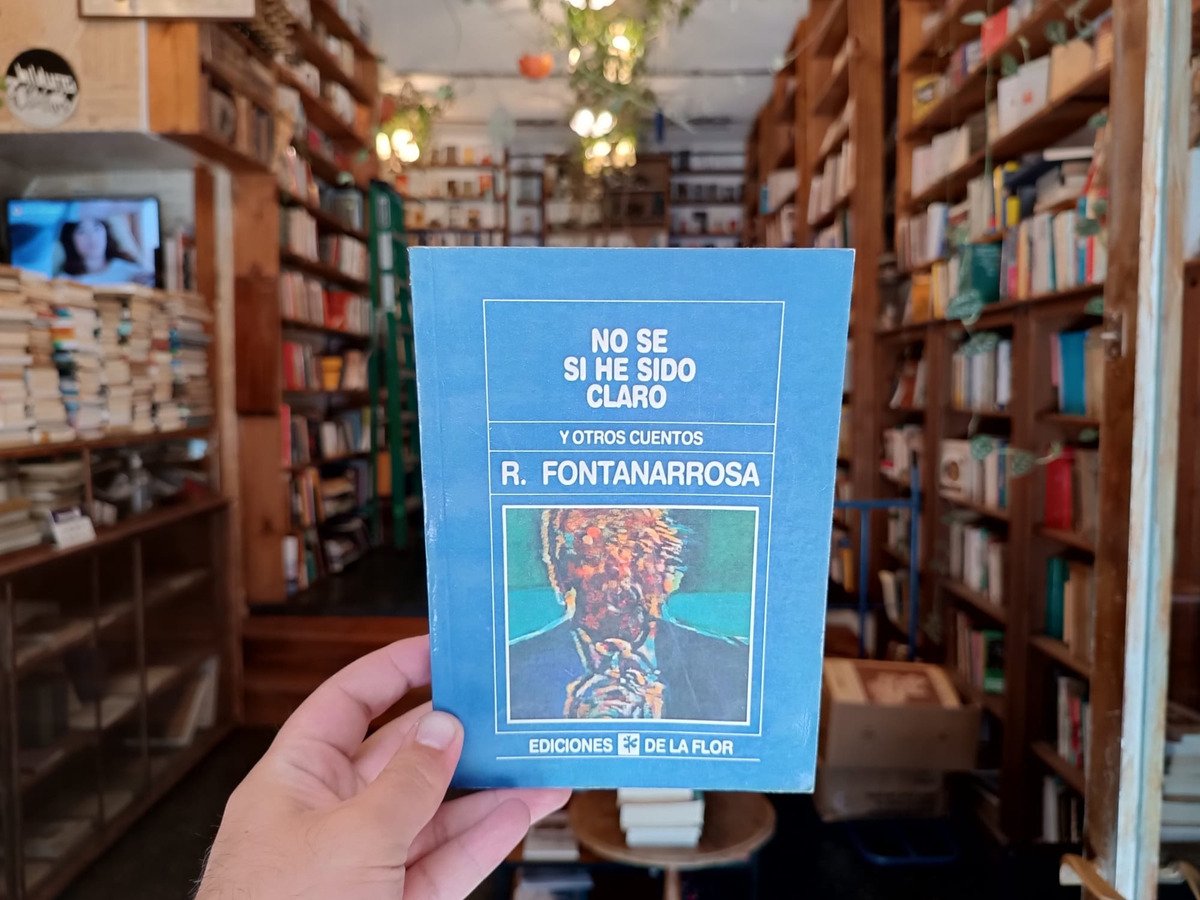 NO SE
SI HE SIDO
CLARO
Y OTROS CUENTOS
R. FONTANARROSA
EDICIONES DE LA FLOR